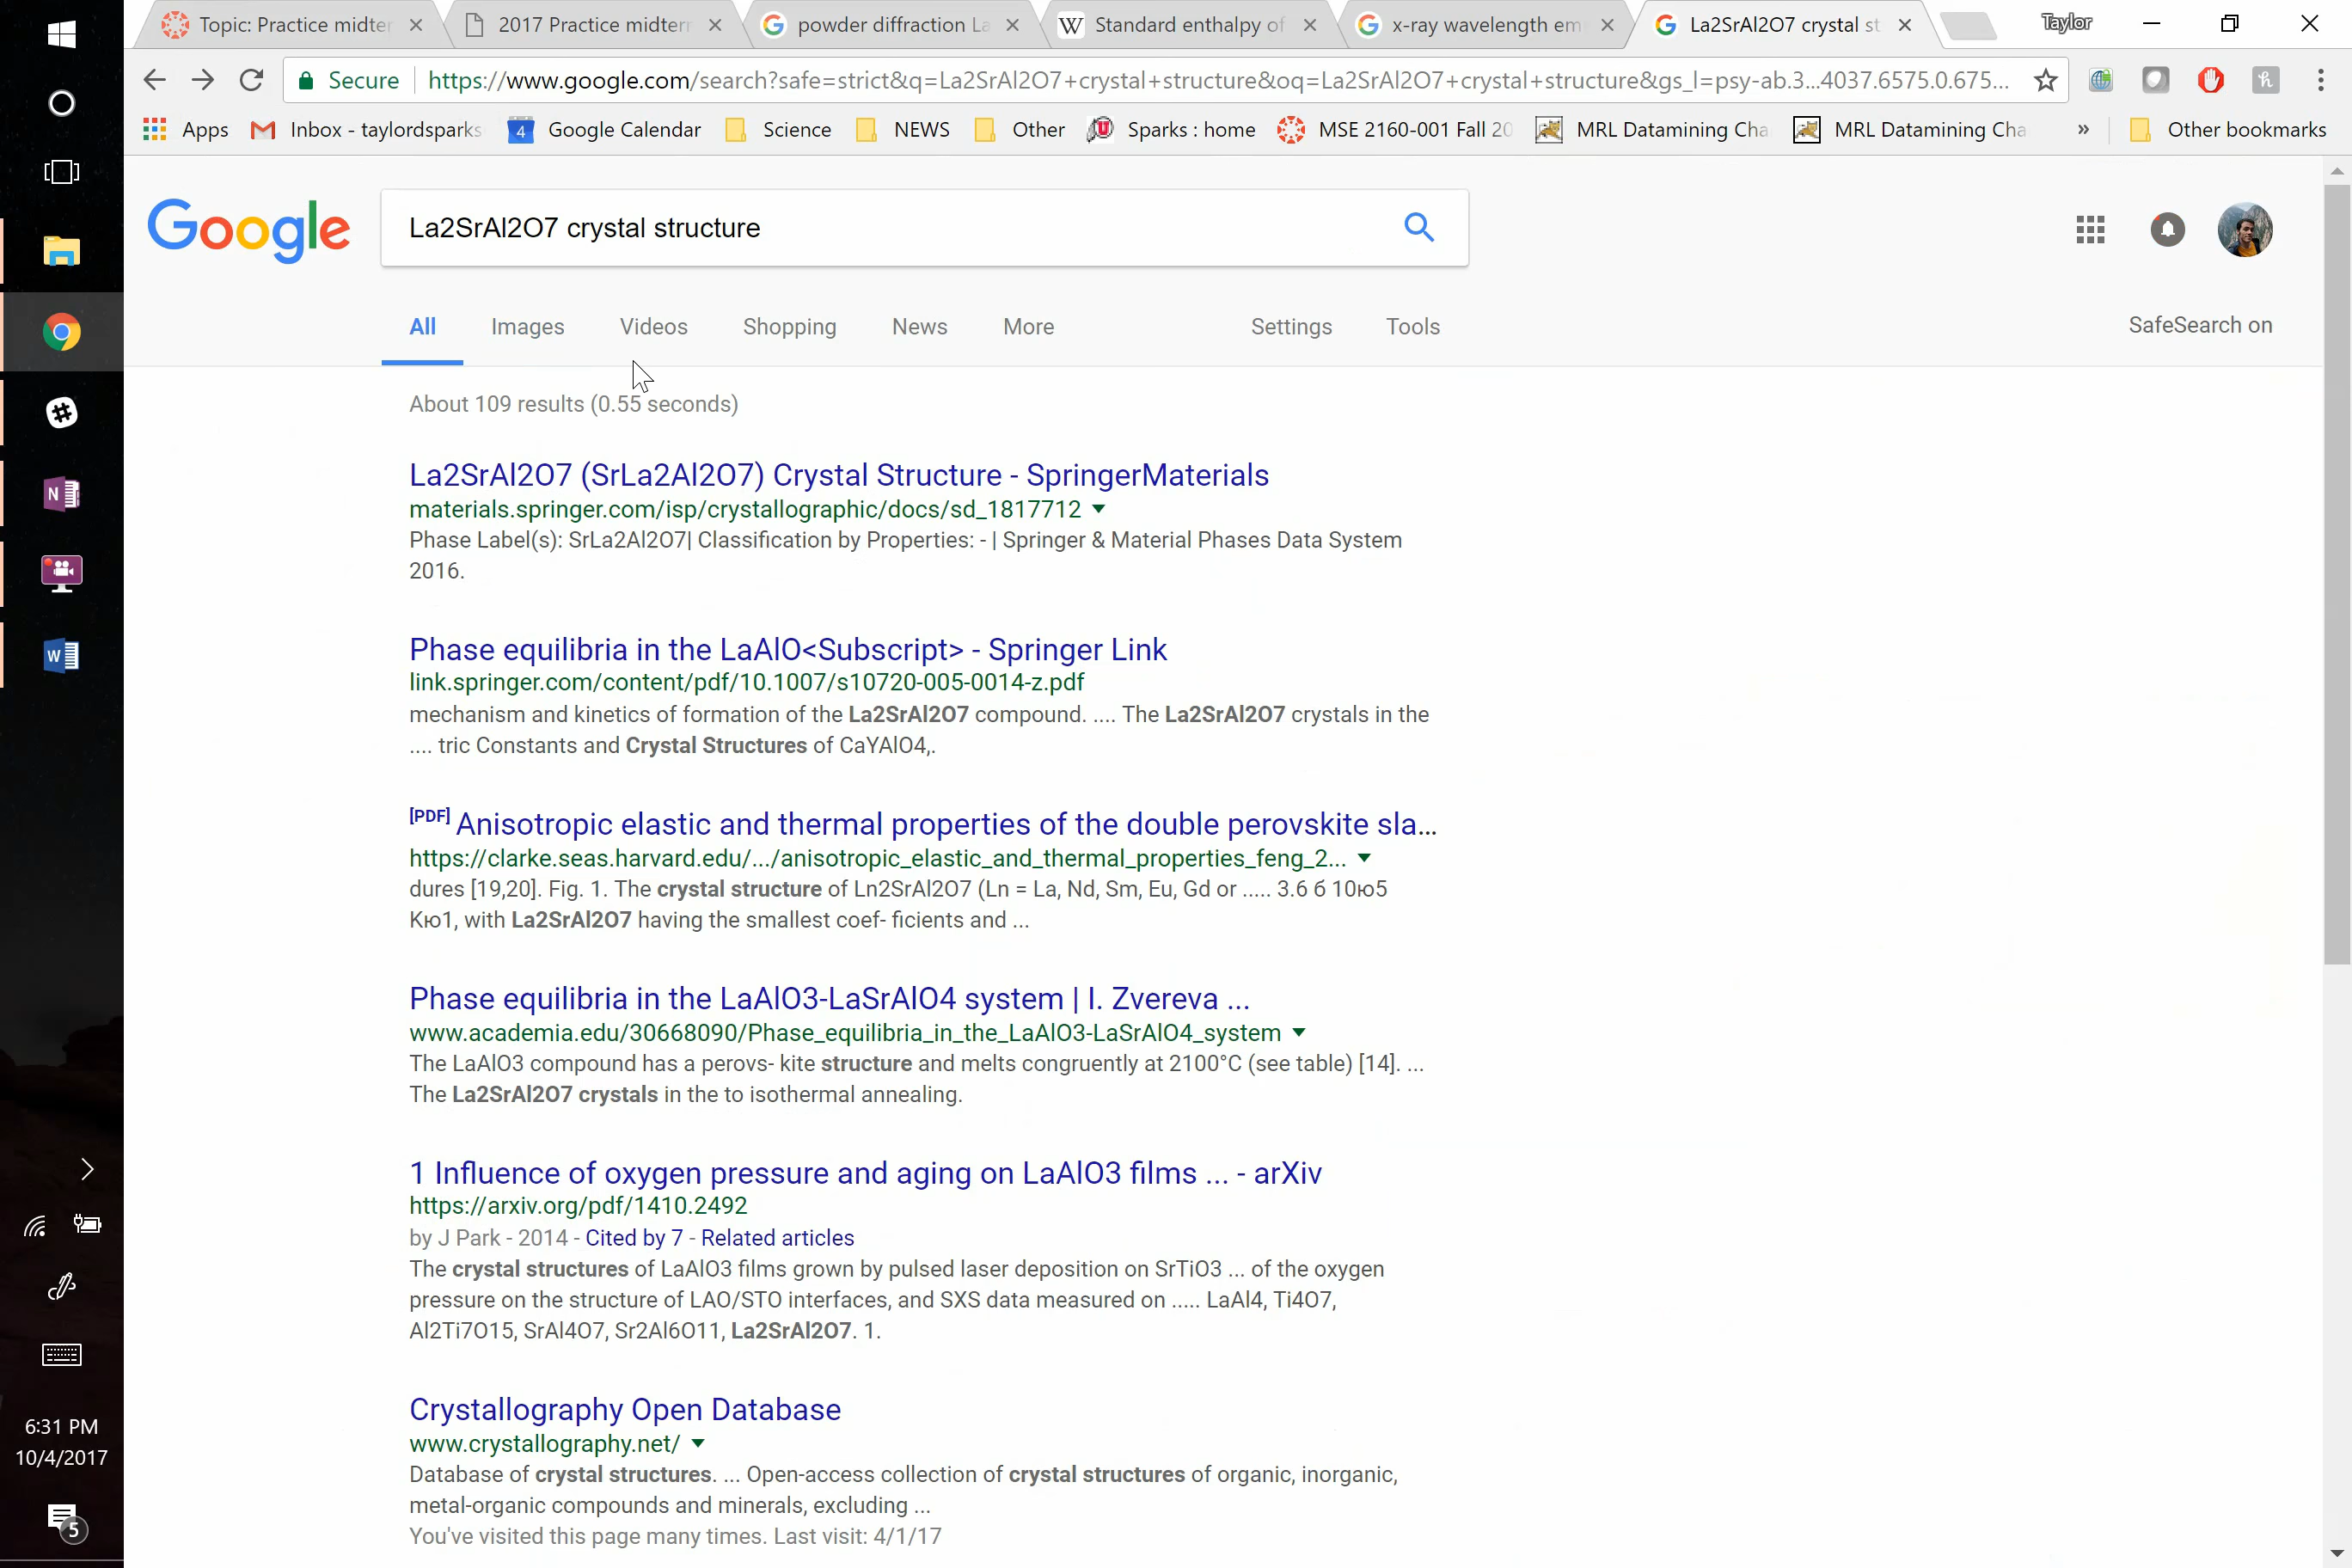 Topic: Practice midter
2017 Practice midterm
powder diffraction La
W Standard enthalpy of
x-ray wavelength em
La2SrAl2O7 crystal st
Taylor
Secure
https://www.google.com/search?safe=strict&q=La2SrAl2O7+crystal+structure&oq=La2SrAl2O7+crystal+structure&gs_l=psy-ab.3...4037.6575.0.675...
Apps
Inbox - taylordsparks
4 Google Calendar
Science
NEWS
Other
Sparks : home
MSE 2160-001 Fall 20
MRL Datamining Cha
MRL Datamining Cha
»
Other bookmarks
Google
La2SrAl2O7 crystal structure
All Images Videos Shopping News More Settings Tools
SafeSearch on
About 109 results (0.55 seconds)
La2SrAl2O7 (SrLa2Al2O7) Crystal Structure - SpringerMaterials
materials.springer.com/isp/crystallographic/docs/sd_1817712
Phase Label(s): SrLa2Al2O7| Classification by Properties: - | Springer & Material Phases Data System
2016.
Phase equilibria in the LaAlO<Subscript> - Springer Link
link.springer.com/content/pdf/10.1007/s10720-005-0014-z.pdf
mechanism and kinetics of formation of the La2SrAl2O7 compound. .... The La2SrAl2O7 crystals in the
.... tric Constants and Crystal Structures of CaYAlO4,.
[PDF] Anisotropic elastic and thermal properties of the double perovskite sla...
https://clarke.seas.harvard.edu/.../anisotropic_elastic_and_thermal_properties_feng_2...
dures [19,20]. Fig. 1. The crystal structure of Ln2SrAl2O7 (Ln = La, Nd, Sm, Eu, Gd or ..... 3.6 б 10ю5
Кю1, with La2SrAl2O7 having the smallest coef- ficients and ...
Phase equilibria in the LaAlO3-LaSrAlO4 system | I. Zvereva ...
www.academia.edu/30668090/Phase_equilibria_in_the_LaAlO3-LaSrAlO4_system
The LaAlO3 compound has a perovs- kite structure and melts congruently at 2100°C (see table) [14]. ...
The La2SrAl2O7 crystals in the to isothermal annealing.
1 Influence of oxygen pressure and aging on LaAlO3 films ... - arXiv
https://arxiv.org/pdf/1410.2492
by J Park - 2014 - Cited by 7 - Related articles
The crystal structures of LaAlO3 films grown by pulsed laser deposition on SrTiO3 ... of the oxygen
pressure on the structure of LAO/STO interfaces, and SXS data measured on ..... LaAl4, Ti4O7,
Al2Ti7O15, SrAl4O7, Sr2Al6O11, La2SrAl2O7. 1.
Crystallography Open Database
www.crystallography.net/
Database of crystal structures. ... Open-access collection of crystal structures of organic, inorganic,
metal-organic compounds and minerals, excluding ...
You've visited this page many times. Last visit: 4/1/17
N
W
6:31 PM
10/4/2017
5